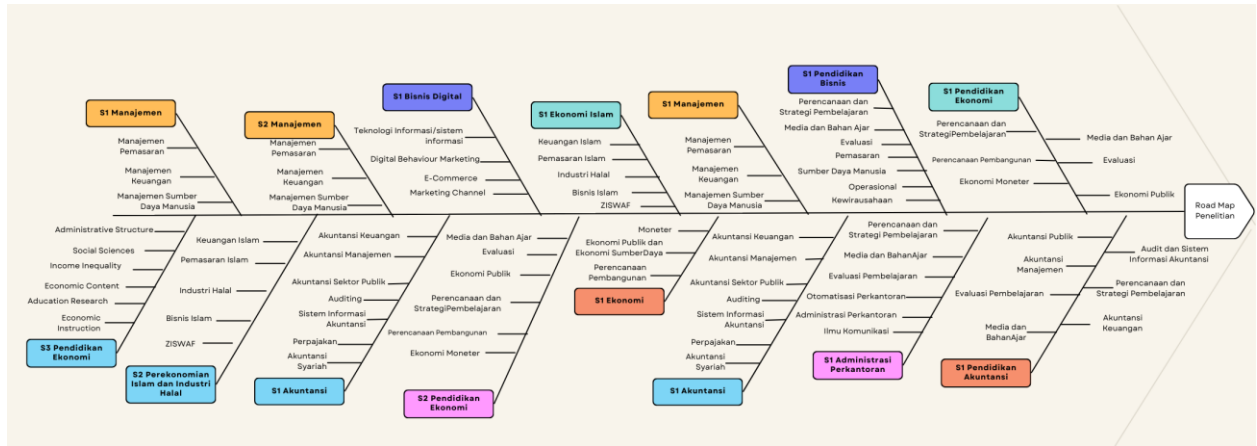 S1 Manajemen
Manajemen
Pemasaran
Manajemen
Keuangan
Manajemen Sumber
Daya Manusia
S2 Manajemen
Manajemen
Pemasaran
Manajemen
Keuangan
Manajemen Sumber
Daya Manusia
S1 Bisnis Digital
Teknologi Informasi/sistem
informasi
Digital Behaviour Marketing
E-Commerce
Marketing Channel
S1 Ekonomi Islam
Keuangan Islam
Pemasaran Islam
Industri Halal
Bisnis Islam
ZISWAF
S1 Manajemen
Manajemen
Pemasaran
Manajemen
Keuangan
Manajemen Sumber
Daya Manusia
S1 Pendidikan
Bisnis
Perencanaan dan
Strategi Pembelajaran
Media dan Bahan Ajar
Evaluasi
Pemasaran
Sumber Daya Manusia
Operasional
Kewirausahaan
S1 Pendidikan
Ekonomi
Perencanaan dan
StrategiPembelajaran
Perencanaan Pembangunan
Ekonomi Moneter
Media dan Bahan Ajar
Evaluasi
Ekonomi Publik
Road Map
Penelitian
Administrative Structure
Social Sciences
Income Inequality
Economic Content
Aducation Research
Economic
Instruction
S3 Pendidikan
Ekonomi
Keuangan Islam
Pemasaran Islam
Industri Halal
Bisnis Islam
ZISWAF
S2 Perekonomian
Islam dan Industri
Halal
Akuntansi Keuangan
Akuntansi Manajemen
Akuntansi Sektor Publik
Auditing
Sistem Informasi
Akuntansi
Perpajakan
Akuntansi
Syariah
S1 Akuntansi
Media dan Bahan Ajar
Evaluasi
Ekonomi Publik
Perencanaan dan
StrategiPembelajaran
Perencanaan Pembangunan
Ekonomi Moneter
S2 Pendidikan
Ekonomi
Moneter
Ekonomi Publik dan
Ekonomi SumberDaya
Perencanaan
Pembangunan
S1 Ekonomi
Akuntansi Keuangan
Akuntansi Manajemen
Akuntansi Sektor Publik
Auditing
Sistem Informasi
Akuntansi
Perpajakan
Akuntansi
Syariah
S1 Akuntansi
Perencanaan dan
Strategi Pembelajaran
Media dan BahanAjar
Evaluasi Pembelajaran
Otomatisasi Perkantoran
Administrasi Perkantoran
Ilmu Komunikasi
S1 Administrasi
Perkantoran
Akuntansi Publik
Akuntansi
Manajemen
Evaluasi Pembelajaran
Media dan
BahanAjar
Audit dan Sistem
Informasi Akuntansi
Perencanaan dan
Strategi Pembelajaran
Akuntansi
Keuangan
S1 Pendidikan
Akuntansi